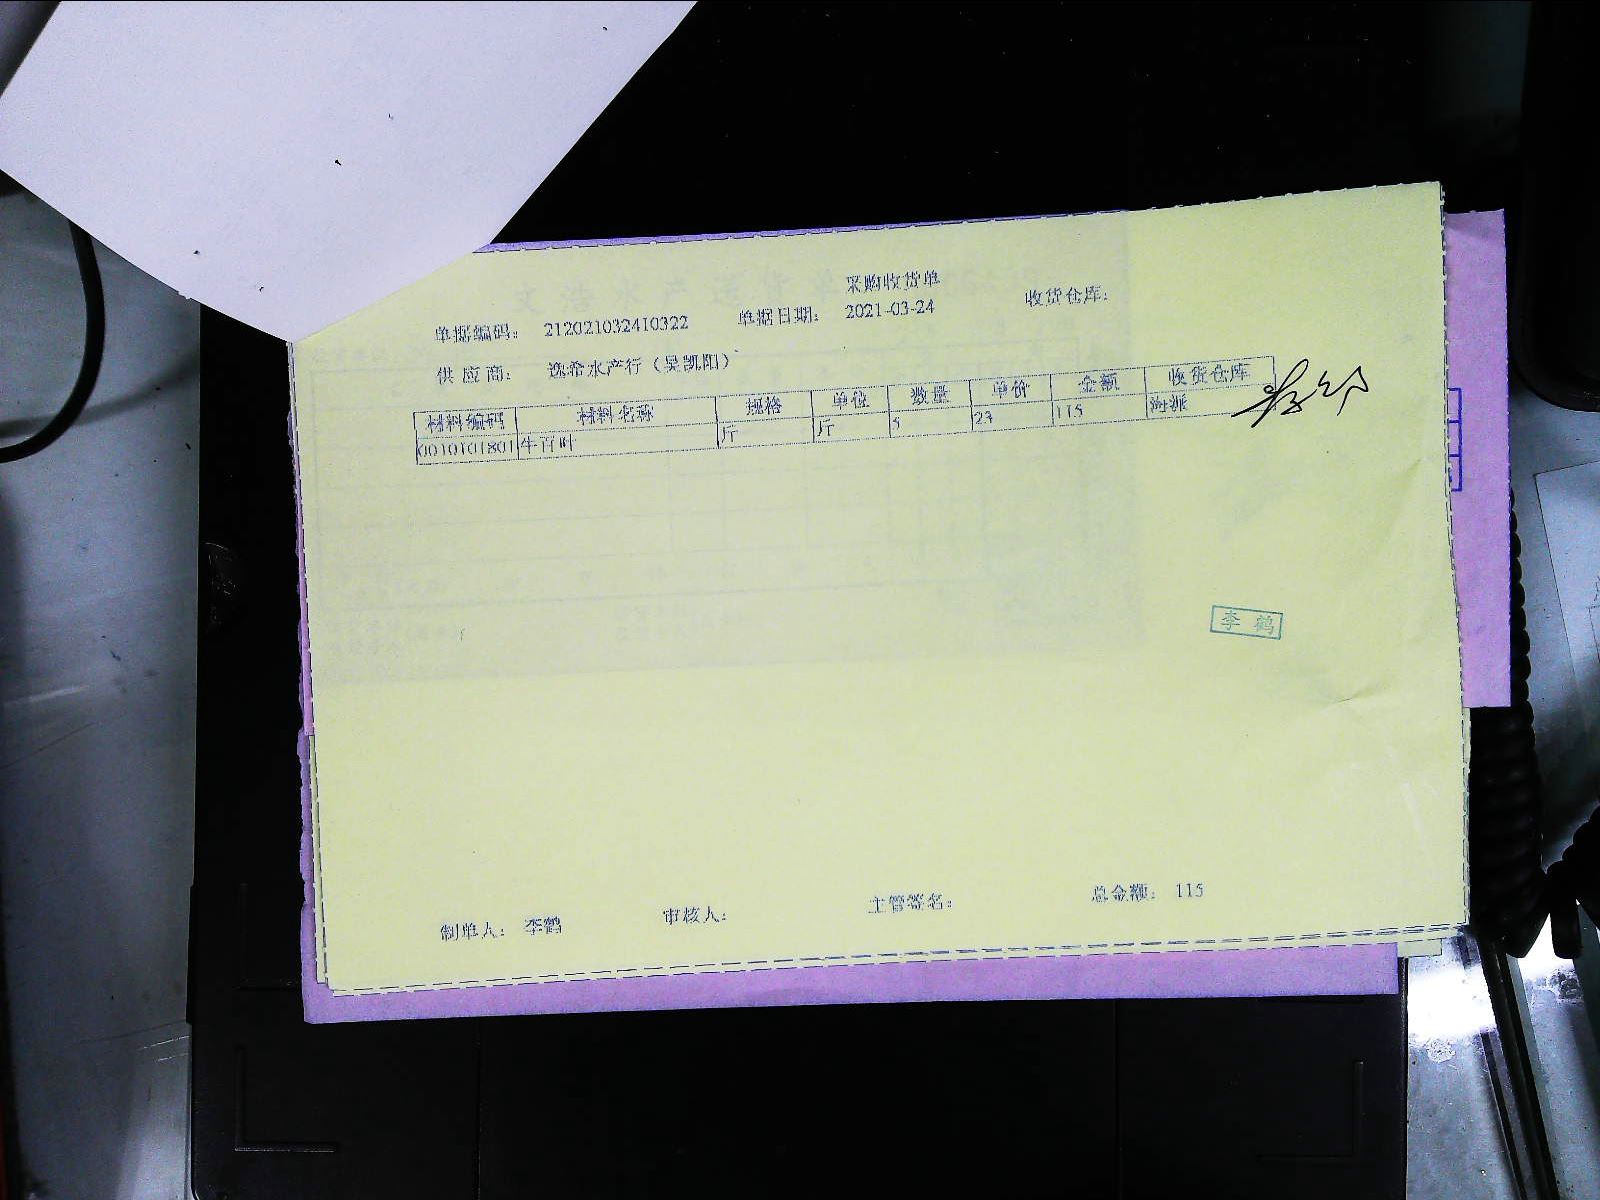 采购收货单
单据编码： 212021032410322 单据日期： 2021-03-24 收货仓库：
供应商： 逸希水产行（吴凯阳）
材料编码 材料名称 规格 单位 数量 单价 金额 收货仓库
0010101801 牛百叶 斤 斤 5 23 115 海派
李鹤
制单人： 李鹤 审核人： 主管签名： 总金额： 115